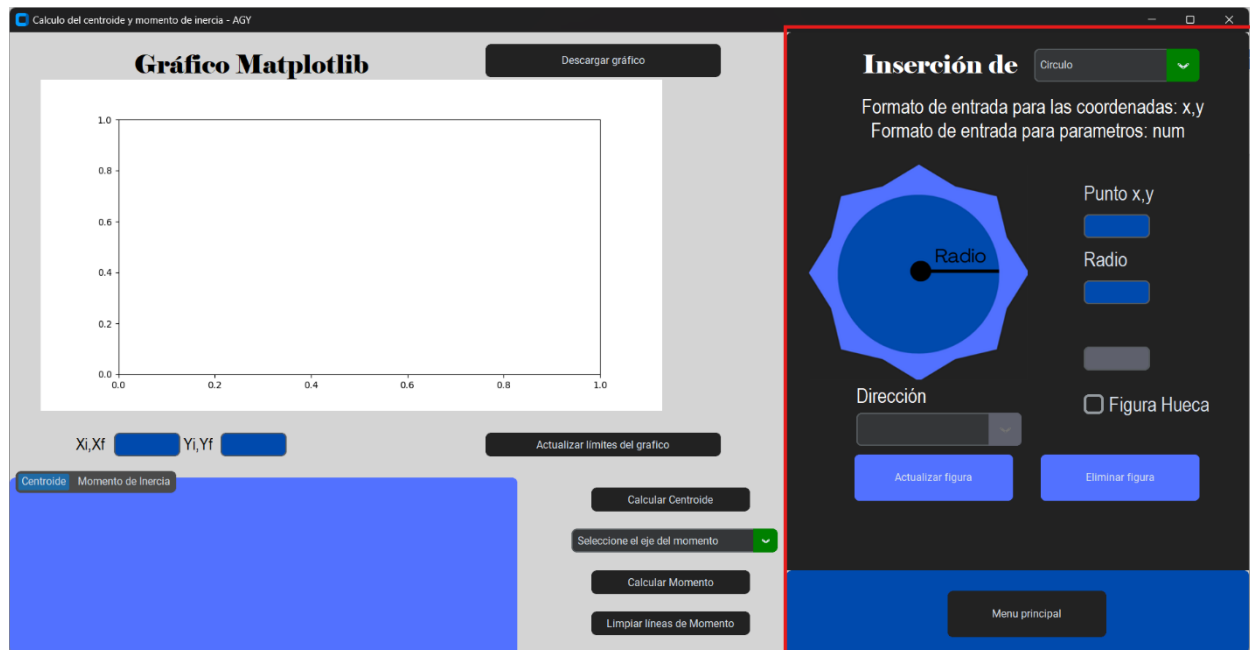 Calculo del centroide y momento de inercia - AGY
Gráfico Matplotlib
Descargar gráfico
1.0
0.8
0.6
0.4
0.2
0.0
0.0 0.2 0.4 0.6 0.8 1.0
Xi,Xf Yi,Yf
Actualizar límites del grafico
Centroide Momento de Inercia
Calcular Centroide
Seleccione el eje del momento
Calcular Momento
Limpiar líneas de Momento
Inserción de Circulo
Formato de entrada para las coordenadas: x,y
Formato de entrada para parametros: num
Radio
Punto x,y
Radio
Dirección
Figura Hueca
Actualizar figura Eliminar figura
Menu principal